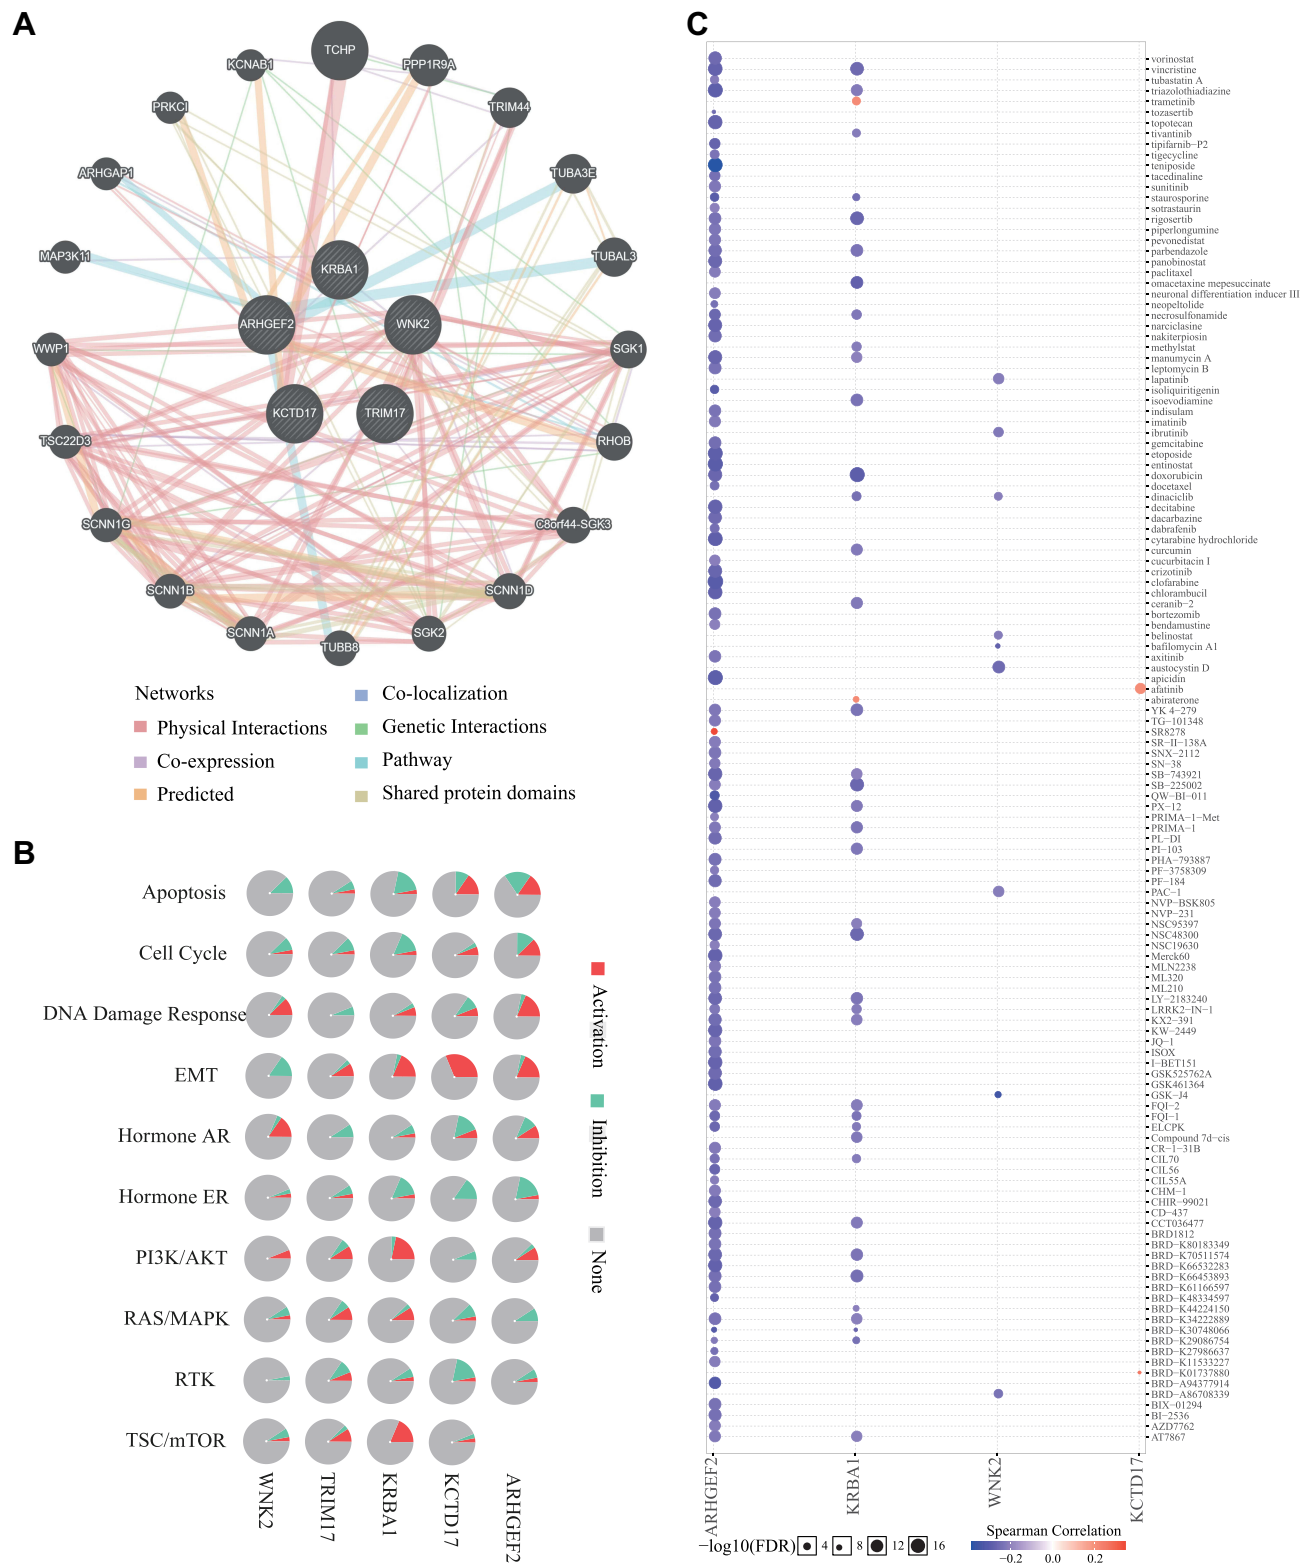 A
TCHP
KCNAB1
PPP1R9A
PRKCI
TRIM44
ARHGAP1
TUBA3E
MAP3K11
TUBAL3
KRBA1
ARHGEF2
WNK2
WWP1
SGK1
KCTD17
TRIM17
TSC22D3
RHOB
SCNN1G
C8orf44-SGK3
SCNN1B
SCNN1D
SCNN1A
TUBB8
SGK2
Networks
Physical Interactions
Co-expression
Predicted
Co-localization
Genetic Interactions
Pathway
Shared protein domains
B
Apoptosis
Cell Cycle
DNA Damage Response
EMT
Hormone AR
Hormone ER
PI3K/AKT
RAS/MAPK
RTK
TSC/mTOR
WNK2
TRIM17
KRBA1
KCTD17
ARHGEF2
Activation
Inhibition
None
C
vorinostat
vincristine
tubastatin A
triazolothiadiazine
trametinib
tozasertib
topotecan
tivantinib
tipifarnib−P2
tigecycline
teniposide
tacedinaline
sunitinib
staurosporine
sotrastaurin
rigosertib
piperlongumine
pevonedistat
parbendazole
panobinostat
paclitaxel
omacetaxine mepesuccinate
neuronal differentiation inducer III
neopeltolide
necrosulfonamide
narciclasine
nakiterpiosin
methylstat
manumycin A
leptomycin B
lapatinib
isoliquiritigenin
isoevodiamine
indisulam
imatinib
ibrutinib
gemcitabine
etoposide
entinostat
doxorubicin
docetaxel
dinaciclib
decitabine
dacarbazine
dabrafenib
cytarabine hydrochloride
curcumin
cucurbitacin I
crizotinib
clofarabine
chlorambucil
ceranib−2
bortezomib
bendamustine
belinostat
bafilomycin A1
axitinib
austocystin D
apicidin
afatinib
abiraterone
YK 4−279
TG−101348
SR8278
SR−II−138A
SNX−2112
SN−38
SB−743921
SB−225002
QW−BI−011
PX−12
PRIMA−1−Met
PRIMA−1
PL−DI
PI−103
PHA−793887
PF−3758309
PF−184
PAC−1
NVP−BSK805
NVP−231
NSC95397
NSC48300
NSC19630
Merck60
MLN2238
ML320
ML210
LY−2183240
LRRK2−IN−1
KX2−391
KW−2449
JQ−1
ISOX
I−BET151
GSK525762A
GSK461364
GSK−J4
FQI−2
FQI−1
ELCPK
Compound 7d−cis
CR−1−31B
CIL70
CIL56
CIL55A
CHM−1
CHIR−99021
CD−437
CCT036477
BRD1812
BRD−K80183349
BRD−K70511574
BRD−K66532283
BRD−K66453893
BRD−K61166597
BRD−K48334597
BRD−K44224150
BRD−K34222889
BRD−K30748066
BRD−K29086754
BRD−K27986637
BRD−K11533227
BRD−K01737880
BRD−A94377914
BRD−A86708339
BIX−01294
BI−2536
AZD7762
AT7867
ARHGEF2
KRBA1
WNK2
KCTD17
−log10(FDR) 4 8 12 16
Spearman Correlation
−0.2 0.0 0.2